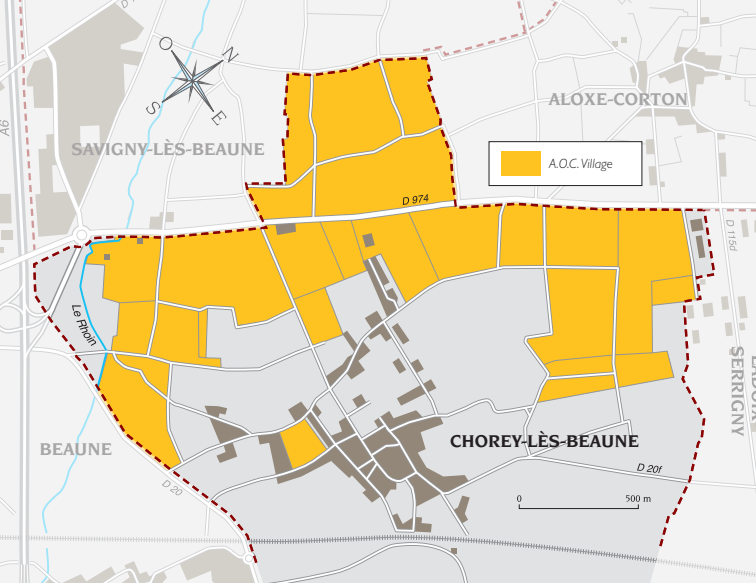 D
O
N
S
E
A6
SAVIGNY-LÈS-BEAUNE
ALOXE-CORTON
A.O.C. Village
D 974
D 115d
Le Rhoin
SERRIGNY
BEAUNE
CHOREY-LÈS-BEAUNE
D 20
D 20f
0
500 m